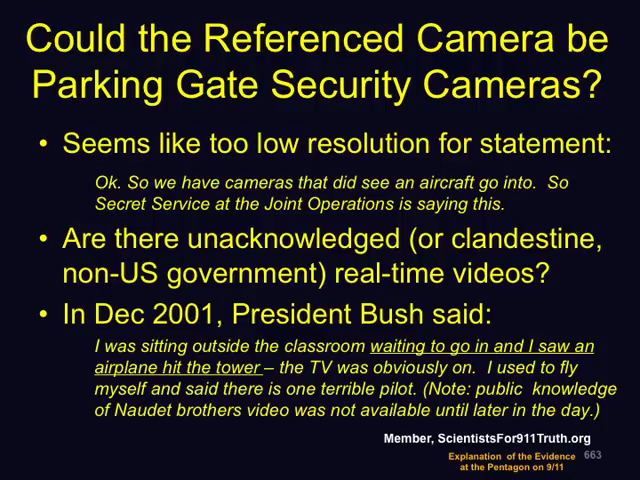 Could the Referenced Camera be
Parking Gate Security Cameras?
• Seems like too low resolution for statement:
Ok. So we have cameras that did see an aircraft go into. So
Secret Service at the Joint Operations is saying this.
• Are there unacknowledged (or clandestine,
non-US government) real-time videos?
• In Dec 2001, President Bush said:
I was sitting outside the classroom waiting to go in and I saw an
airplane hit the tower – the TV was obviously on. I used to fly
myself and said there is one terrible pilot. (Note: public knowledge
of Naudet brothers video was not available until later in the day.)
Member, ScientistsFor911Truth.org
Explanation of the Evidence 663
at the Pentagon on 9/11